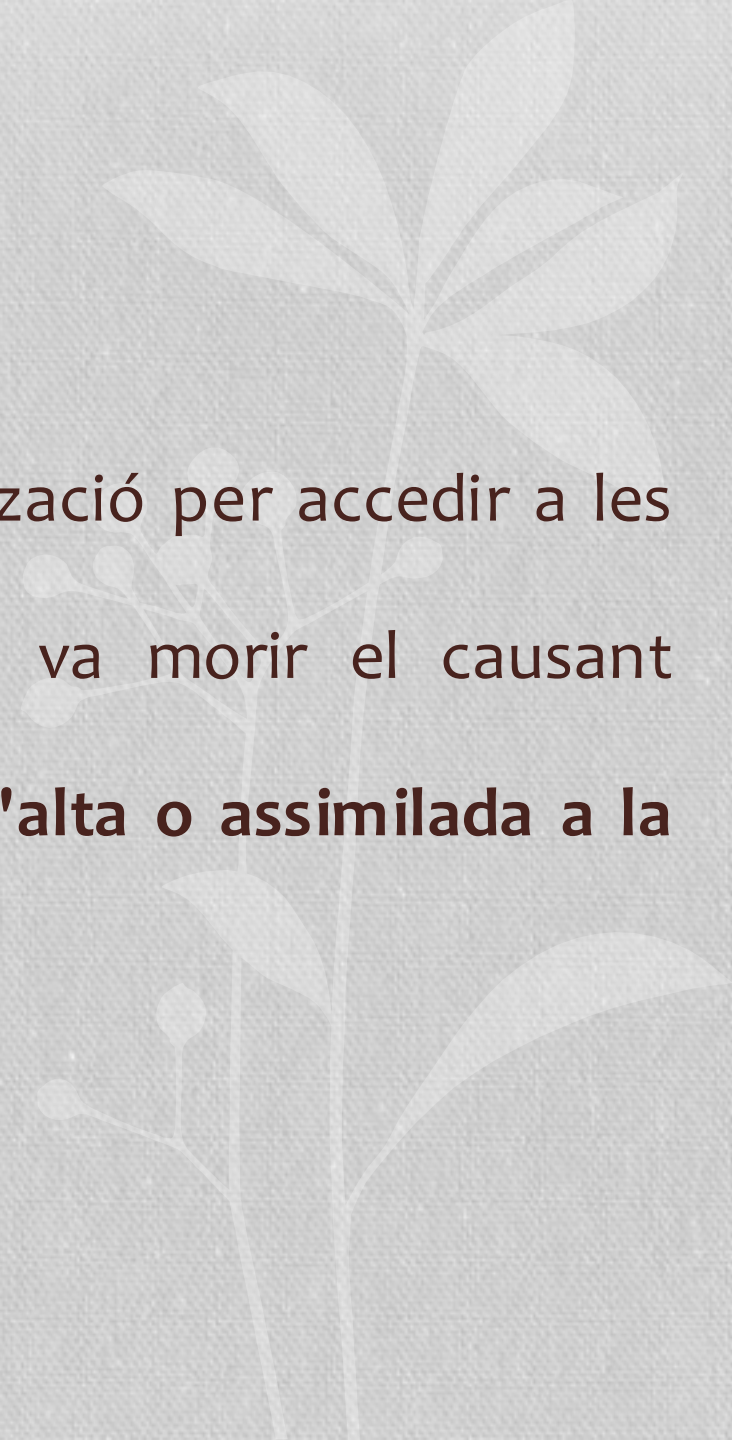 zació per accedir a les
va morir el causant
'alta o assimilada a la